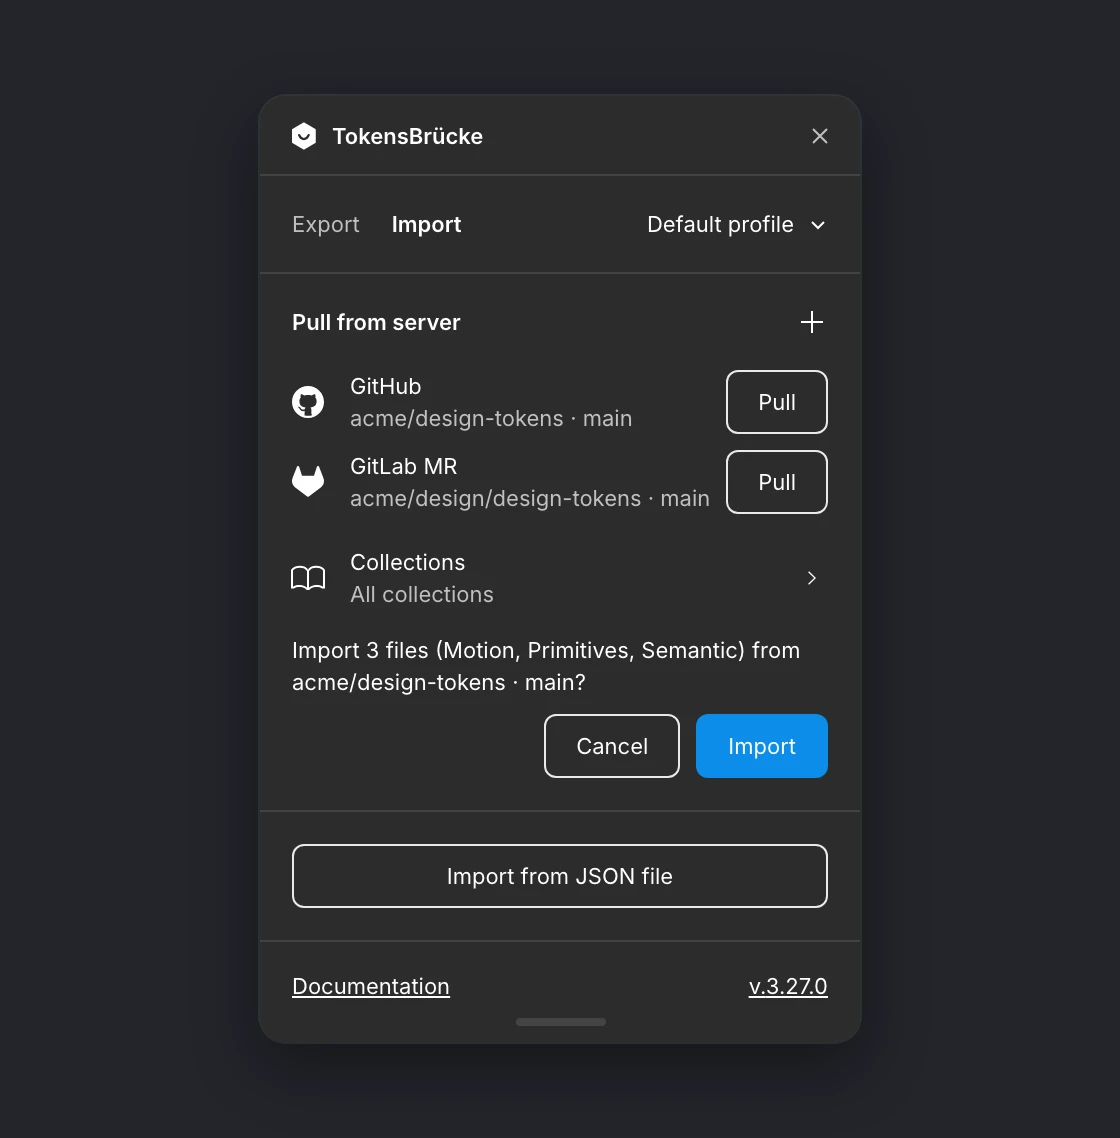 TokensBrücke
Export Import Default profile
Pull from server
GitHub
acme/design-tokens · main
Pull
GitLab MR
acme/design/design-tokens · main
Pull
Collections
All collections
Import 3 files (Motion, Primitives, Semantic) from
acme/design-tokens · main?
Cancel Import
Import from JSON file
Documentation v.3.27.0